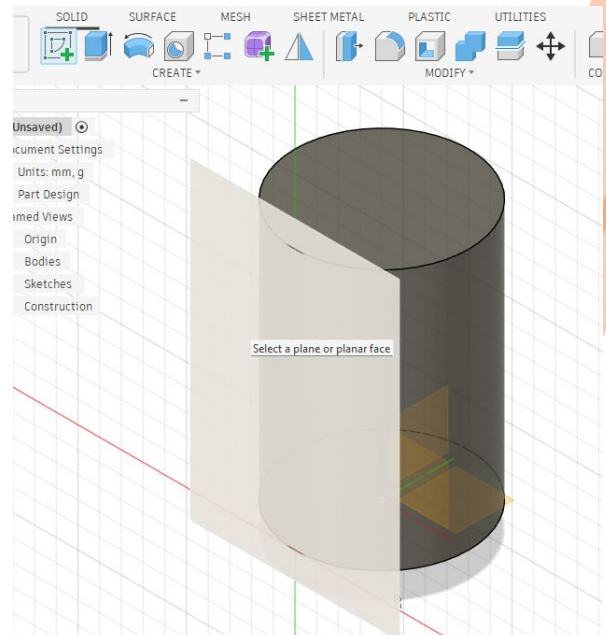 SOLID SURFACE MESH SHEET METAL PLASTIC UTILITIES
CREATE MODIFY CO
Unsaved)
ocument Settings
Units: mm, g
Part Design
amed Views
Origin
Bodies
Sketches
Construction
Select a plane or planar face